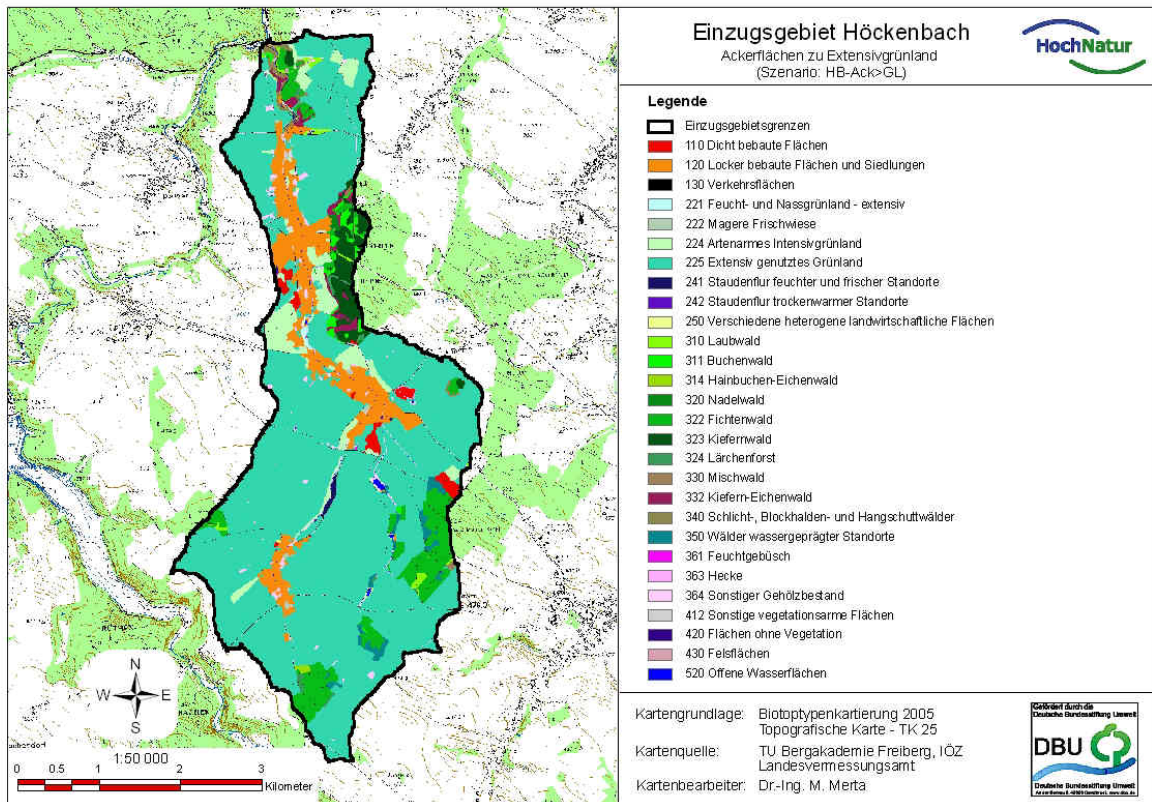 Einzugsgebiet Höckenbach
Ackerflächen zu Extensivgrünland
(Szenario: HB-Ack>GL)
HochNatur
Legende
Einzugsgebietsgrenzen
110 Dicht bebaute Flächen
120 Locker bebaute Flächen und Siedlungen
130 Verkehrsflächen
221 Feucht- und Nassgrünland - extensiv
222 Magere Frischwiese
224 Artenarmes Intensivgrünland
225 Extensiv genutztes Grünland
241 Staudenflur feuchter und frischer Standorte
242 Staudenflur trockenwarmer Standorte
250 Verschiedene heterogene landwirtschaftliche Flächen
310 Laubwald
311 Buchenwald
314 Hainbuchen-Eichenwald
320 Nadelwald
322 Fichtenwald
323 Kiefernwald
324 Lärchenforst
330 Mischwald
332 Kiefern-Eichenwald
340 Schlicht-, Blockhalden- und Hangschuttwälder
350 Wälder wassergeprägter Standorte
361 Feuchtgebüsch
363 Hecke
364 Sonstiger Gehölzbestand
412 Sonstige vegetationsarme Flächen
420 Flächen ohne Vegetation
430 Felsflächen
520 Offene Wasserflächen
N
W E
S
1:50 000
0 0.5 1 2 3
Kilometer
Kartengrundlage: Biotoptypenkartierung 2005
Topografische Karte - TK 25
Kartenquelle: TU Bergakademie Freiberg, IÖZ
Landesvermessungsamt
Kartenbearbeiter: Dr.-Ing. M. Merta
Gefördert durch die
Deutsche Bundesstiftung Umwelt
DBU
Deutsche Bundesstiftung Umwelt